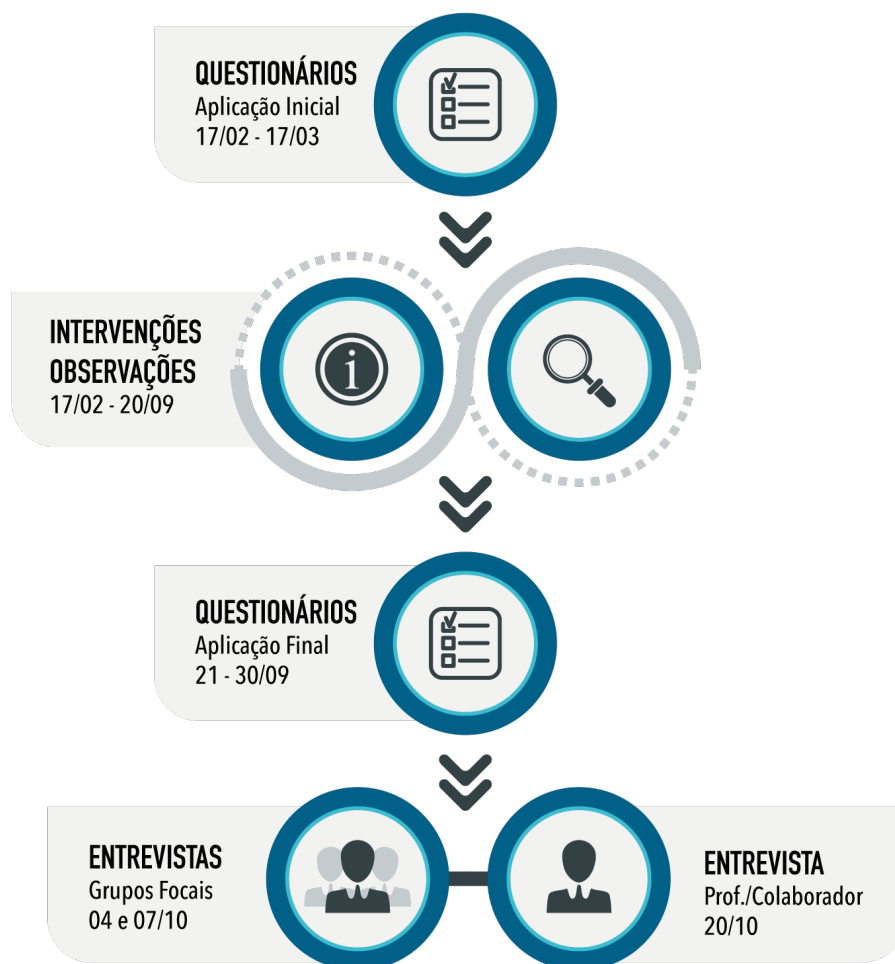 QUESTIONÁRIOS
Aplicação Inicial
17/02 - 17/03
INTERVENÇÕES
OBSERVAÇÕES
17/02 - 20/09
i
QUESTIONÁRIOS
Aplicação Final
21 - 30/09
ENTREVISTAS
Grupos Focais
04 e 07/10
ENTREVISTA
Prof./Colaborador
20/10